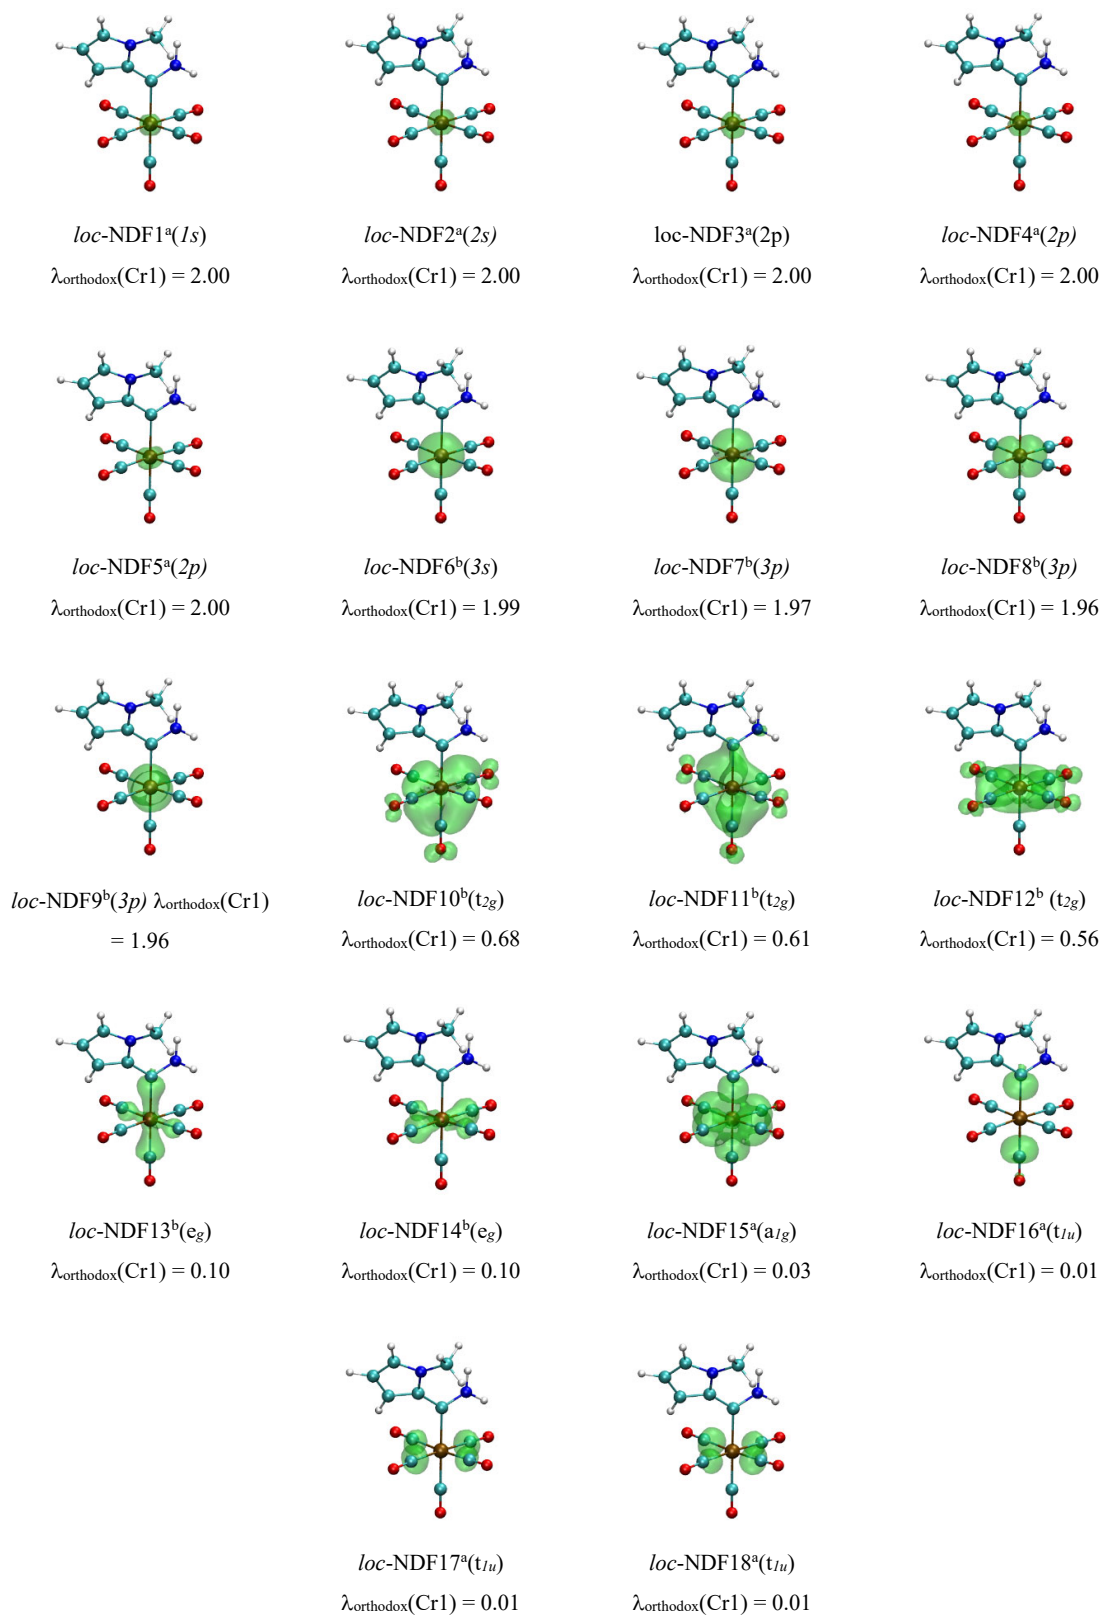 loc-NDF1ᵃ(1s) loc-NDF2ᵃ(2s) loc-NDF3ᵃ(2p) loc-NDF4ᵃ(2p)
λorthodox(Cr1) = 2.00 λorthodox(Cr1) = 2.00 λorthodox(Cr1) = 2.00 λorthodox(Cr1) = 2.00
loc-NDF5ᵃ(2p) loc-NDF6ᵇ(3s) loc-NDF7ᵇ(3p) loc-NDF8ᵇ(3p)
λorthodox(Cr1) = 2.00 λorthodox(Cr1) = 1.99 λorthodox(Cr1) = 1.97 λorthodox(Cr1) = 1.96
loc-NDF9ᵇ(3p) λorthodox(Cr1) loc-NDF10ᵇ(t2g) loc-NDF11ᵇ(t2g) loc-NDF12ᵇ (t2g)
= 1.96 λorthodox(Cr1) = 0.68 λorthodox(Cr1) = 0.61 λorthodox(Cr1) = 0.56
loc-NDF13ᵇ(eg) loc-NDF14ᵇ(eg) loc-NDF15ᵃ(a1g) loc-NDF16ᵃ(t1u)
λorthodox(Cr1) = 0.10 λorthodox(Cr1) = 0.10 λorthodox(Cr1) = 0.03 λorthodox(Cr1) = 0.01
loc-NDF17ᵃ(t1u) loc-NDF18ᵃ(t1u)
λorthodox(Cr1) = 0.01 λorthodox(Cr1) = 0.01